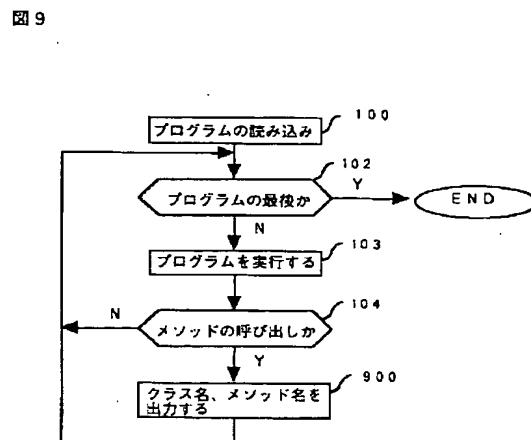 図9
プログラムの読み込み
100
102
プログラムの最後か
Y
END
N
103
プログラムを実行する
104
N
メソッドの呼び出しか
Y
900
クラス名、メソッド名を
出力する